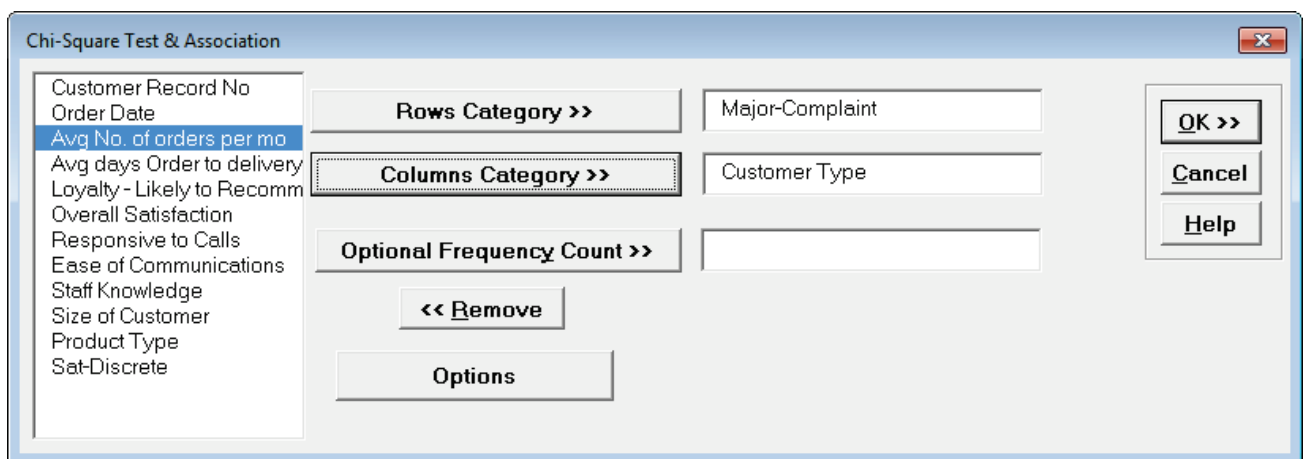 Chi-Square Test & Association
Customer Record No
Order Date
Avg No. of orders per mo
Avg days Order to delivery
Loyalty - Likely to Recomm
Overall Satisfaction
Responsive to Calls
Ease of Communications
Staff Knowledge
Size of Customer
Product Type
Sat-Discrete
Rows Category >>
Major-Complaint
Columns Category >>
Customer Type
Optional Frequency Count >>
<< Remove
Options
OK >>
Cancel
Help